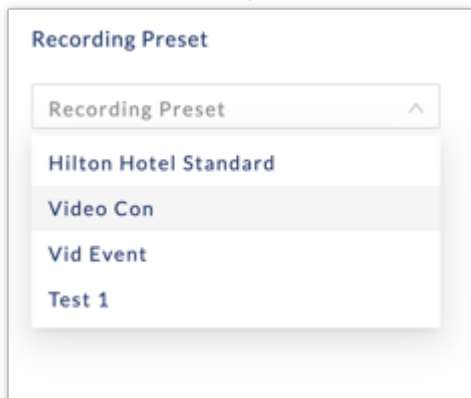 Recording Preset
Recording Preset
Hilton Hotel Standard
Video Con
Vid Event
Test 1